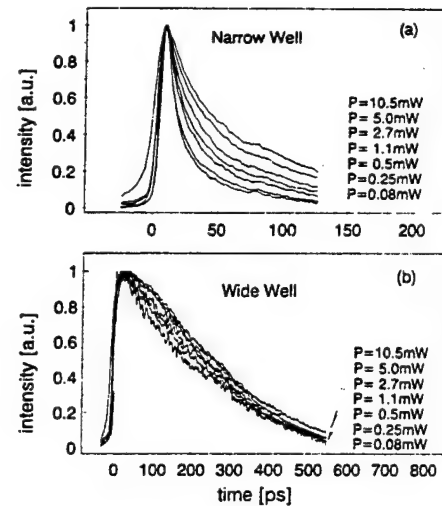 (a)
Narrow Well
intensity [a.u.]
1
0.8
0.6
0.4
0.2
0
P=10.5mW
P= 5.0mW
P= 2.7mW
P= 1.1mW
P=0.5mW
P=0.25mW
P=0.08mW
0 50 100 150 200
(b)
Wide Well
intensity [a.u.]
1
0.8
0.6
0.4
0.2
0
P=10.5mW
P= 5.0mW
P= 2.7mW
P= 1.1mW
P= 0.5mW
P=0.25mW
P=0.08mW
0 100 200 300 400 500 600 700 800
time [ps]